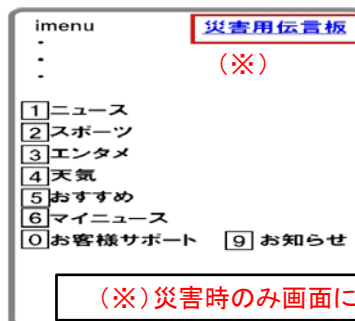 imenu 災害用伝言板
・
・ (※)
・
1 ニュース
2 スポーツ
3 エンタメ
4 天気
5 おすすめ
6 マイニュース
0 お客様サポート 9 お知らせ
(※)災害時のみ画面に